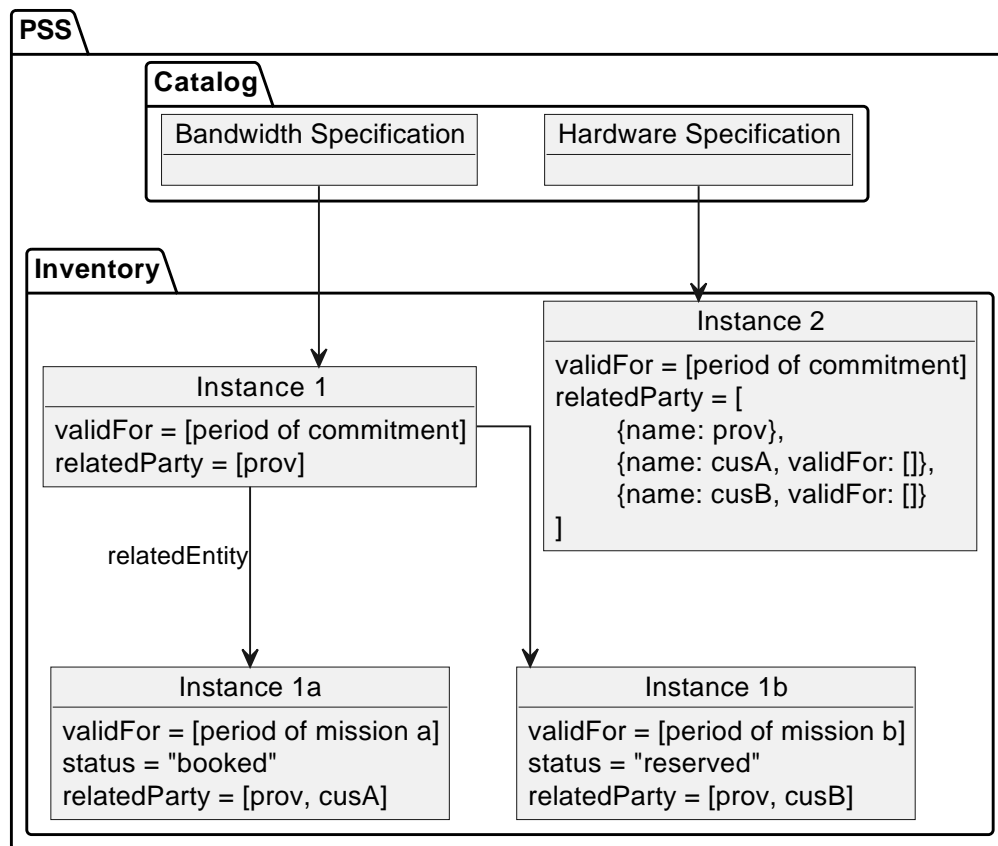 PSS
Catalog
Bandwidth Specification
Hardware Specification
Inventory
Instance 2
validFor = [period of commitment]
relatedParty = [
{name: prov},
{name: cusA, validFor: []},
{name: cusB, validFor: []}
]
Instance 1
validFor = [period of commitment]
relatedParty = [prov]
relatedEntity
Instance 1a
validFor = [period of mission a]
status = "booked"
relatedParty = [prov, cusA]
Instance 1b
validFor = [period of mission b]
status = "reserved"
relatedParty = [prov, cusB]